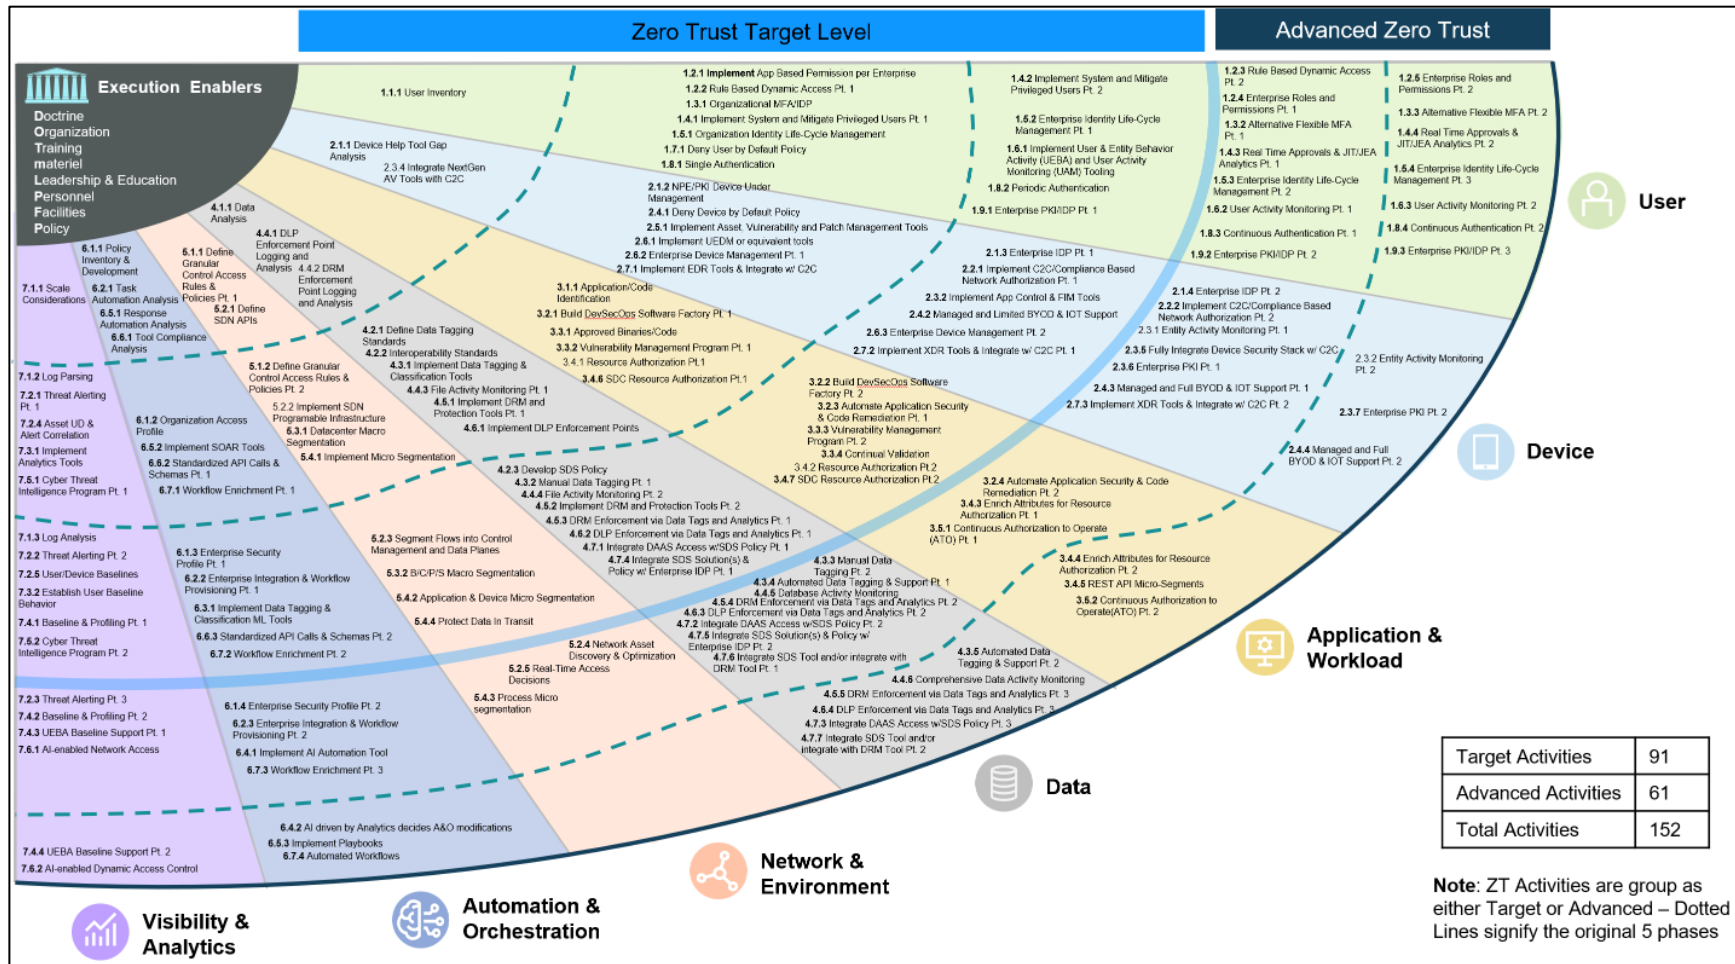 Zero Trust Target Level
Advanced Zero Trust
Execution Enablers
Doctrine
Organization
Training
materiel
Leadership & Education
Personnel
Facilities
Policy
1.1.1 User Inventory
1.2.1 Implement App Based Permission per Enterprise
1.2.2 Rule Based Dynamic Access Pt. 1
1.3.1 Organizational MFA/IDP
1.4.1 Implement System and Mitigate Privileged Users Pt. 1
1.5.1 Organization Identity Life-Cycle Management
1.7.1 Deny User by Default Policy
1.8.1 Single Authentication
1.4.2 Implement System and Mitigate
Privileged Users Pt. 2
1.5.2 Enterprise Identity Life-Cycle
Management Pt. 1
1.6.1 Implement User & Entity Behavior
Activity (UEBA) and User Activity
Monitoring (UAM) Tooling
1.8.2 Periodic Authentication
1.9.1 Enterprise PKI/IDP Pt. 1
1.2.3 Rule Based Dynamic Access
Pt. 2
1.2.4 Enterprise Roles and
Permissions Pt. 1
1.3.2 Alternative Flexible MFA
Pt. 1
1.4.3 Real Time Approvals & JIT/JEA
Analytics Pt. 1
1.5.3 Enterprise Identity Life-Cycle
Management Pt. 2
1.6.2 User Activity Monitoring Pt. 1
1.8.3 Continuous Authentication Pt. 1
1.9.2 Enterprise PKI/IDP Pt. 2
1.2.5 Enterprise Roles and
Permissions Pt. 2
1.3.3 Alternative Flexible MFA Pt. 2
1.4.4 Real Time Approvals &
JIT/JEA Analytics Pt. 2
1.5.4 Enterprise Identity Life-Cycle
Management Pt. 3
1.6.3 User Activity Monitoring Pt. 2
1.8.4 Continuous Authentication Pt. 2
1.9.3 Enterprise PKI/IDP Pt. 3
User
2.1.1 Device Help Tool Gap
Analysis
2.3.4 Integrate NextGen
AV Tools with C2C
2.1.2 NPE/PKI Device Under
Management
2.4.1 Deny Device by Default Policy
2.5.1 Implement Asset, Vulnerability and Patch Management Tools
2.6.1 Implement UEDM or equivalent tools
2.6.2 Enterprise Device Management Pt. 1
2.7.1 Implement EDR Tools & Integrate w/ C2C
2.1.3 Enterprise IDP Pt. 1
2.2.1 Implement C2C/Compliance Based
Network Authorization Pt. 1
2.3.2 Implement App Control & FIM Tools
2.4.2 Managed and Limited BYOD & IOT Support
2.6.3 Enterprise Device Management Pt. 2
2.7.2 Implement XDR Tools & Integrate w/ C2C Pt. 1
2.1.4 Enterprise IDP Pt. 2
2.2.2 Implement C2C/Compliance Based
Network Authorization Pt. 2
2.3.1 Entity Activity Monitoring Pt. 1
2.3.5 Fully Integrate Device Security Stack w/ C2C
2.3.6 Enterprise PKI Pt. 1
2.4.3 Managed and Full BYOD & IOT Support Pt. 1
2.7.3 Implement XDR Tools & Integrate w/ C2C Pt. 2
2.3.2 Entity Activity Monitoring
Pt. 2
2.3.7 Enterprise PKI Pt. 2
2.4.4 Managed and Full
BYOD & IOT Support Pt. 2
Device
3.1.1 Application/Code
Identification
3.2.1 Build DevSecOps Software Factory Pt. 1
3.3.1 Approved Binaries/Code
3.3.2 Vulnerability Management Program Pt. 1
3.4.1 Resource Authorization Pt.1
3.4.6 SDC Resource Authorization Pt.1
3.2.2 Build DevSecOps Software
Factory Pt. 2
3.2.3 Automate Application Security
& Code Remediation Pt. 1
3.3.3 Vulnerability Management
Program Pt. 2
3.3.4 Continual Validation
3.4.2 Resource Authorization Pt.2
3.4.7 SDC Resource Authorization Pt.2
3.2.4 Automate Application Security & Code
Remediation Pt. 2
3.4.3 Enrich Attributes for Resource
Authorization Pt. 1
3.5.1 Continuous Authorization to Operate
(ATO) Pt. 1
3.4.4 Enrich Attributes for Resource
Authorization Pt. 2
3.4.5 REST API Micro-Segments
3.5.2 Continuous Authorization to
Operate(ATO) Pt. 2
Application &
Workload
4.1.1 Data
Analysis
4.4.1 DLP
Enforcement Point
Logging and
Analysis
4.4.2 DRM
Enforcement
Point Logging
and Analysis
4.2.1 Define Data Tagging
Standards
4.2.2 Interoperability Standards
4.3.1 Implement Data Tagging &
Classification Tools
4.4.3 File Activity Monitoring Pt. 1
4.5.1 Implement DRM and
Protection Tools Pt. 1
4.6.1 Implement DLP Enforcement Points
4.2.3 Develop SDS Policy
4.3.2 Manual Data Tagging Pt. 1
4.4.4 File Activity Monitoring Pt. 2
4.5.2 Implement DRM and Protection Tools Pt. 2
4.5.3 DRM Enforcement via Data Tags and Analytics Pt. 1
4.6.2 DLP Enforcement via Data Tags and Analytics Pt. 1
4.7.1 Integrate DAAS Access w/SDS Policy Pt. 1
4.7.4 Integrate SDS Solution(s) &
Policy w/ Enterprise IDP Pt. 1
4.3.3 Manual Data
Tagging Pt. 2
4.3.4 Automated Data Tagging & Support Pt. 1
4.4.5 Database Activity Monitoring
4.5.4 DRM Enforcement via Data Tags and Analytics Pt. 2
4.6.3 DLP Enforcement via Data Tags and Analytics Pt. 2
4.7.2 Integrate DAAS Access w/SDS Policy Pt. 2
4.7.5 Integrate SDS Solution(s) & Policy w/
Enterprise IDP Pt. 2
4.7.6 Integrate SDS Tool and/or integrate with
DRM Tool Pt. 1
4.3.5 Automated Data
Tagging & Support Pt. 2
4.4.6 Comprehensive Data Activity Monitoring
4.5.5 DRM Enforcement via Data Tags and Analytics Pt. 3
4.6.4 DLP Enforcement via Data Tags and Analytics Pt. 3
4.7.3 Integrate DAAS Access w/SDS Policy Pt. 3
4.7.7 Integrate SDS Tool and/or
integrate with DRM Tool Pt. 2
Data
5.1.1 Define
Granular
Control Access
Rules &
Policies Pt. 1
5.2.1 Define
SDN APIs
5.1.2 Define Granular
Control Access Rules &
Policies Pt. 2
5.2.2 Implement SDN
Programable Infrastructure
5.3.1 Datacenter Macro
Segmentation
5.4.1 Implement Micro Segmentation
5.2.3 Segment Flows into Control
Management and Data Planes
5.3.2 B/C/P/S Macro Segmentation
5.4.2 Application & Device Micro Segmentation
5.4.4 Protect Data In Transit
5.2.4 Network Asset
Discovery & Optimization
5.2.5 Real-Time Access
Decisions
5.4.3 Process Micro
segmentation
Network &
Environment
6.1.1 Policy
Inventory &
Development
6.2.1 Task
Automation Analysis
6.5.1 Response
Automation Analysis
6.6.1 Tool Compliance
Analysis
6.1.2 Organization Access
Profile
6.5.2 Implement SOAR Tools
6.6.2 Standardized API Calls &
Schemas Pt. 1
6.7.1 Workflow Enrichment Pt. 1
6.1.3 Enterprise Security
Profile Pt. 1
6.2.2 Enterprise Integration & Workflow
Provisioning Pt. 1
6.3.1 Implement Data Tagging &
Classification ML Tools
6.6.3 Standardized API Calls & Schemas Pt. 2
6.7.2 Workflow Enrichment Pt. 2
6.1.4 Enterprise Security Profile Pt. 2
6.2.3 Enterprise Integration & Workflow
Provisioning Pt. 2
6.4.1 Implement AI Automation Tool
6.7.3 Workflow Enrichment Pt. 3
6.4.2 AI driven by Analytics decides A&O modifications
6.5.3 Implement Playbooks
6.7.4 Automated Workflows
Automation &
Orchestration
7.1.1 Scale
Considerations
7.1.2 Log Parsing
7.2.1 Threat Alerting
Pt. 1
7.2.4 Asset UD &
Alert Correlation
7.3.1 Implement
Analytics Tools
7.5.1 Cyber Threat
Intelligence Program Pt. 1
7.1.3 Log Analysis
7.2.2 Threat Alerting Pt. 2
7.2.5 User/Device Baselines
7.3.2 Establish User Baseline
Behavior
7.4.1 Baseline & Profiling Pt. 1
7.5.2 Cyber Threat
Intelligence Program Pt. 2
7.2.3 Threat Alerting Pt. 3
7.4.2 Baseline & Profiling Pt. 2
7.4.3 UEBA Baseline Support Pt. 1
7.6.1 AI-enabled Network Access
7.4.4 UEBA Baseline Support Pt. 2
7.6.2 AI-enabled Dynamic Access Control
Visibility &
Analytics
Target Activities 91
Advanced Activities 61
Total Activities 152
Note: ZT Activities are group as
either Target or Advanced – Dotted
Lines signify the original 5 phases